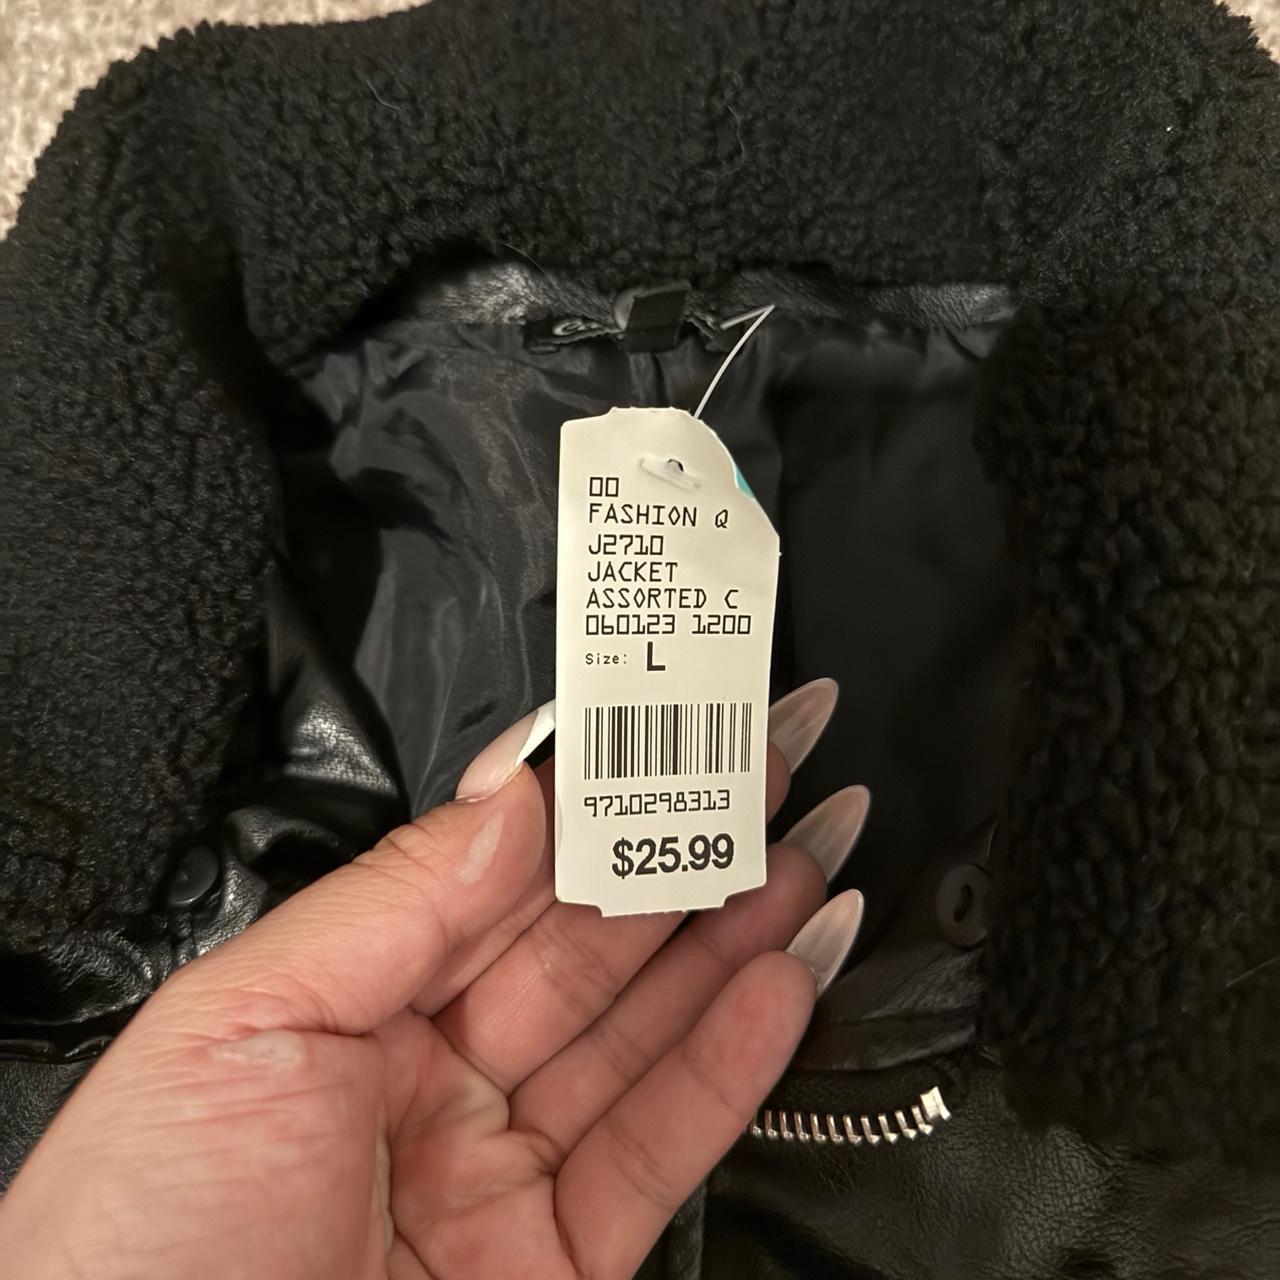 00
FASHION Q
J2710
JACKET
ASSORTED C
060123 1200
Size: L
9710298313
$25.99